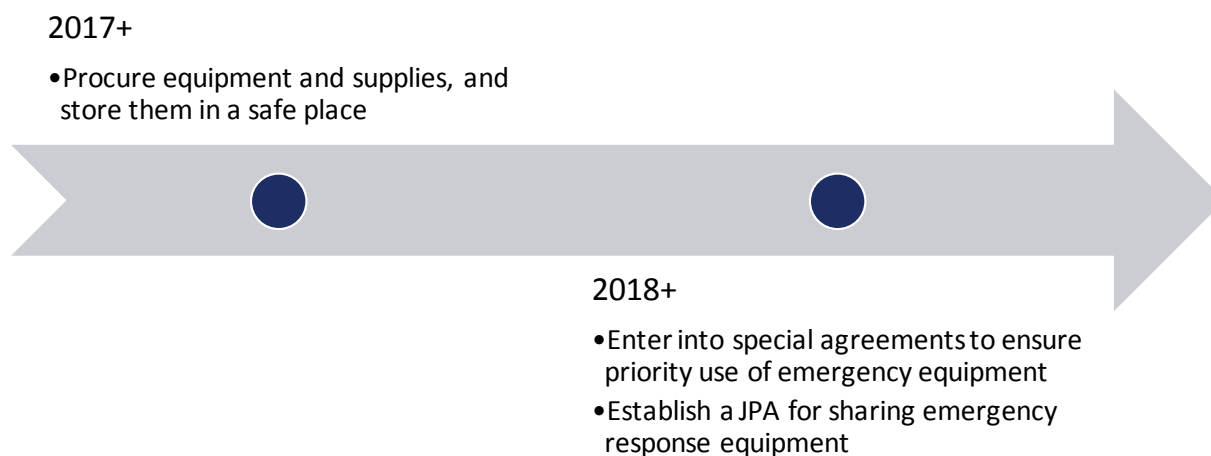 2017+
•Procure equipment and supplies, and
store them in a safe place
2018+
•Enter into special agreements to ensure
priority use of emergency equipment
•Establish a JPA for sharing emergency
response equipment